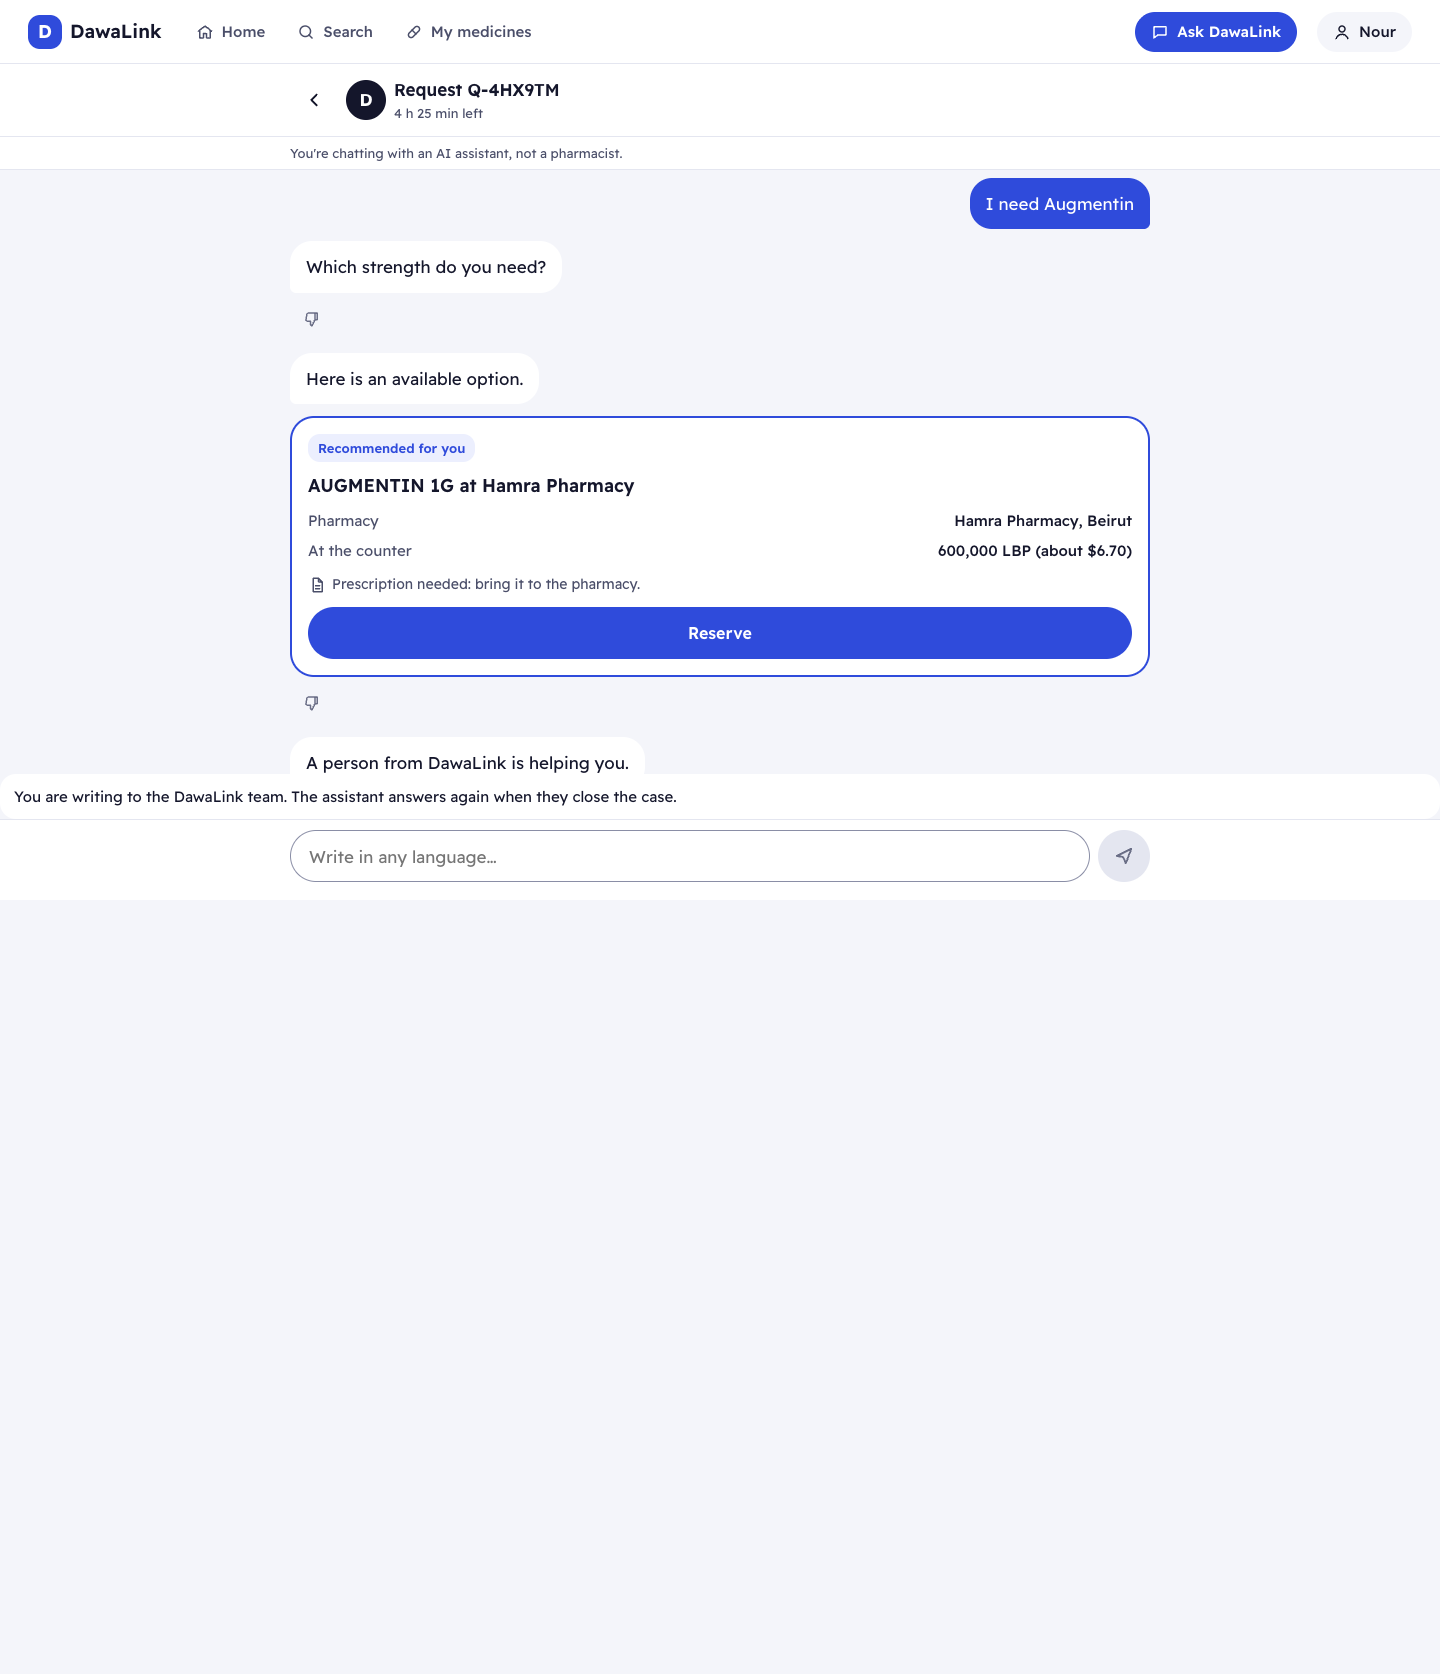 D DawaLink Home Search My medicines Ask DawaLink Nour
D Request Q-4HX9TM
4 h 25 min left
You're chatting with an AI assistant, not a pharmacist.
I need Augmentin
Which strength do you need?
Here is an available option.
Recommended for you
AUGMENTIN 1G at Hamra Pharmacy
Pharmacy Hamra Pharmacy, Beirut
At the counter 600,000 LBP (about $6.70)
Prescription needed: bring it to the pharmacy.
Reserve
A person from DawaLink is helping you.
You are writing to the DawaLink team. The assistant answers again when they close the case.
Write in any language...